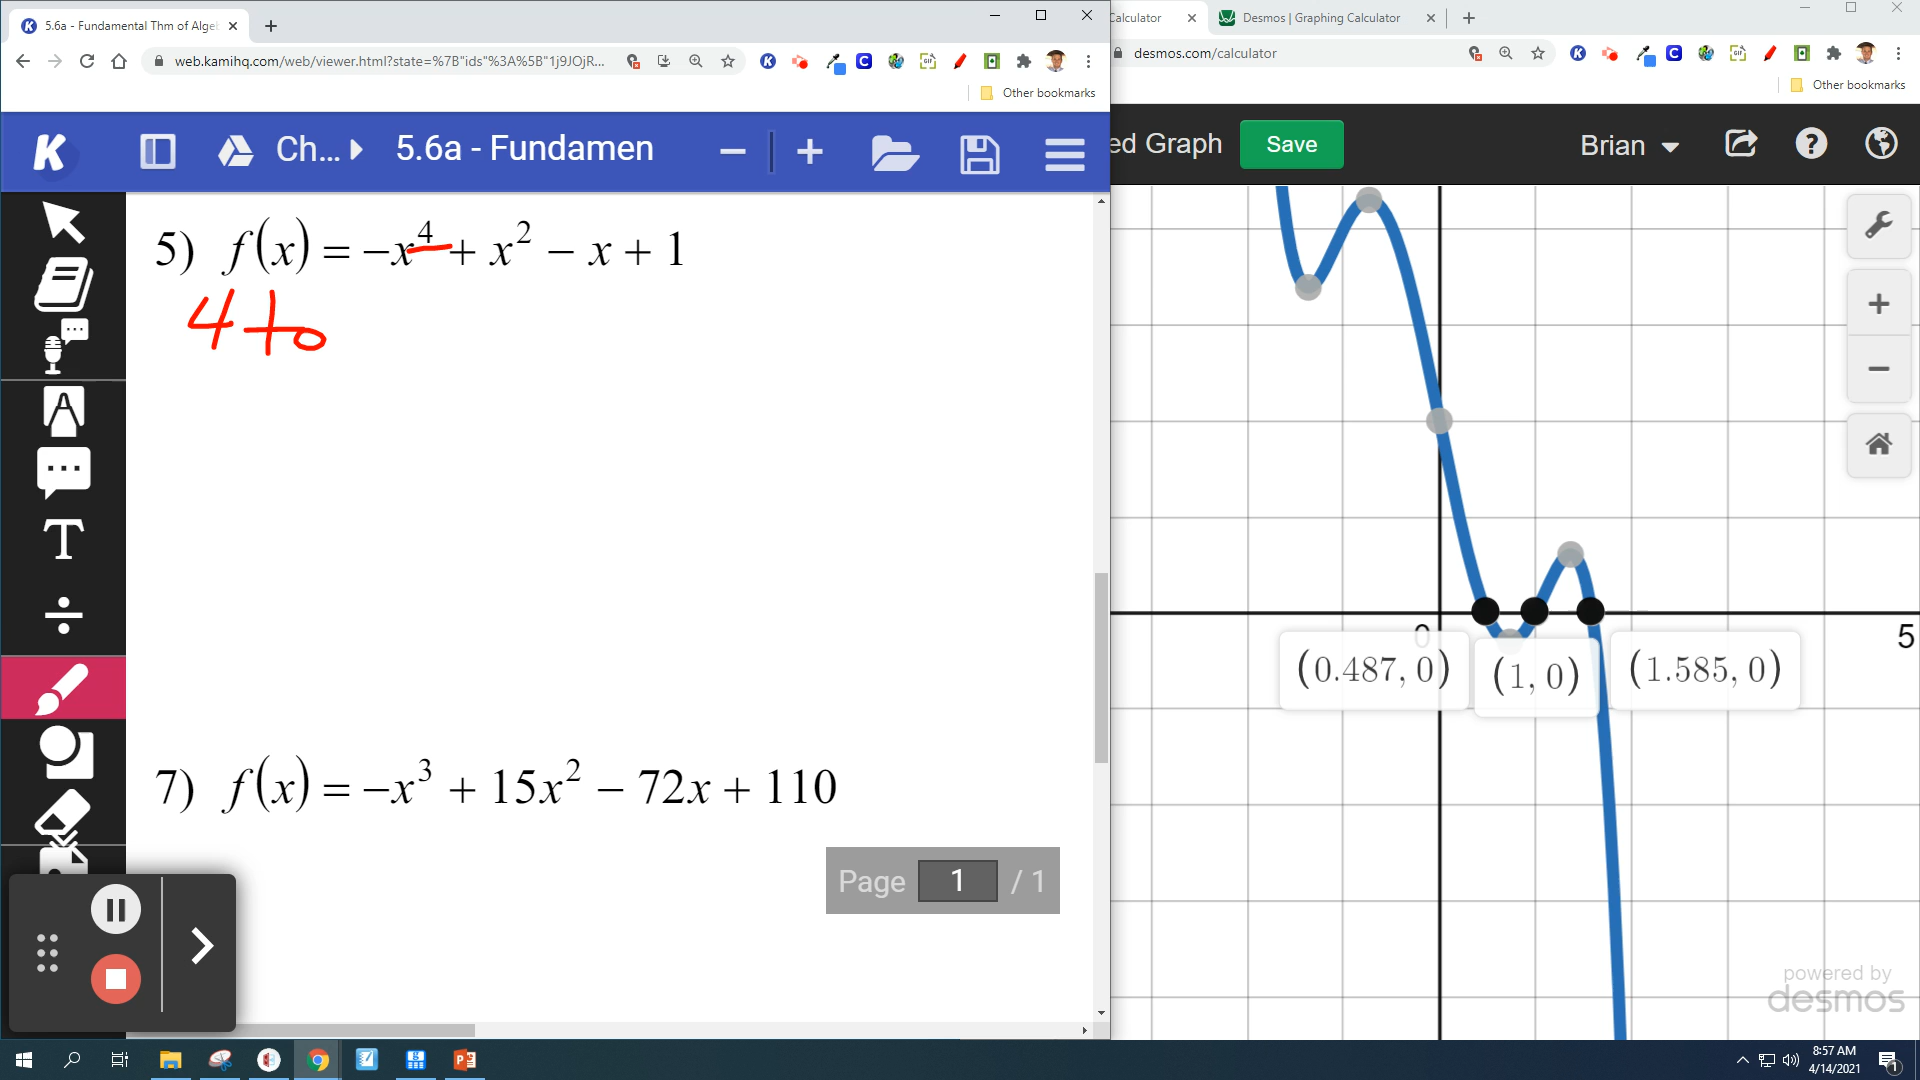 5.6a - Fundamental Thm of Alge
web.kamihq.com/web/viewer.html?state=%7B"ids"%3A%5B"1j9JOjR...
Other bookmarks
Ch...
5.6a - Fundamen
5) f(x) = −x⁴ + x² − x + 1
4 to
7) f(x) = −x³ + 15x² − 72x + 110
Page 1 / 1
Calculator
Desmos | Graphing Calculator
desmos.com/calculator
Other bookmarks
ed Graph
Save
Brian
0
5
(0.487, 0)
(1, 0)
(1.585, 0)
powered by
desmos
8:57 AM
4/14/2021
1